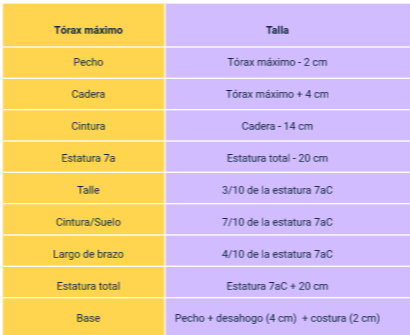 Tórax máximo Talla
Pecho Tórax máximo - 2 cm
Cadera Tórax máximo + 4 cm
Cintura Cadera - 14 cm
Estatura 7a Estatura total - 20 cm
Talle 3/10 de la estatura 7aC
Cintura/Suelo 7/10 de la estatura 7aC
Largo de brazo 4/10 de la estatura 7aC
Estatura total Estatura 7aC + 20 cm
Base Pecho + desahogo (4 cm) + costura (2 cm)